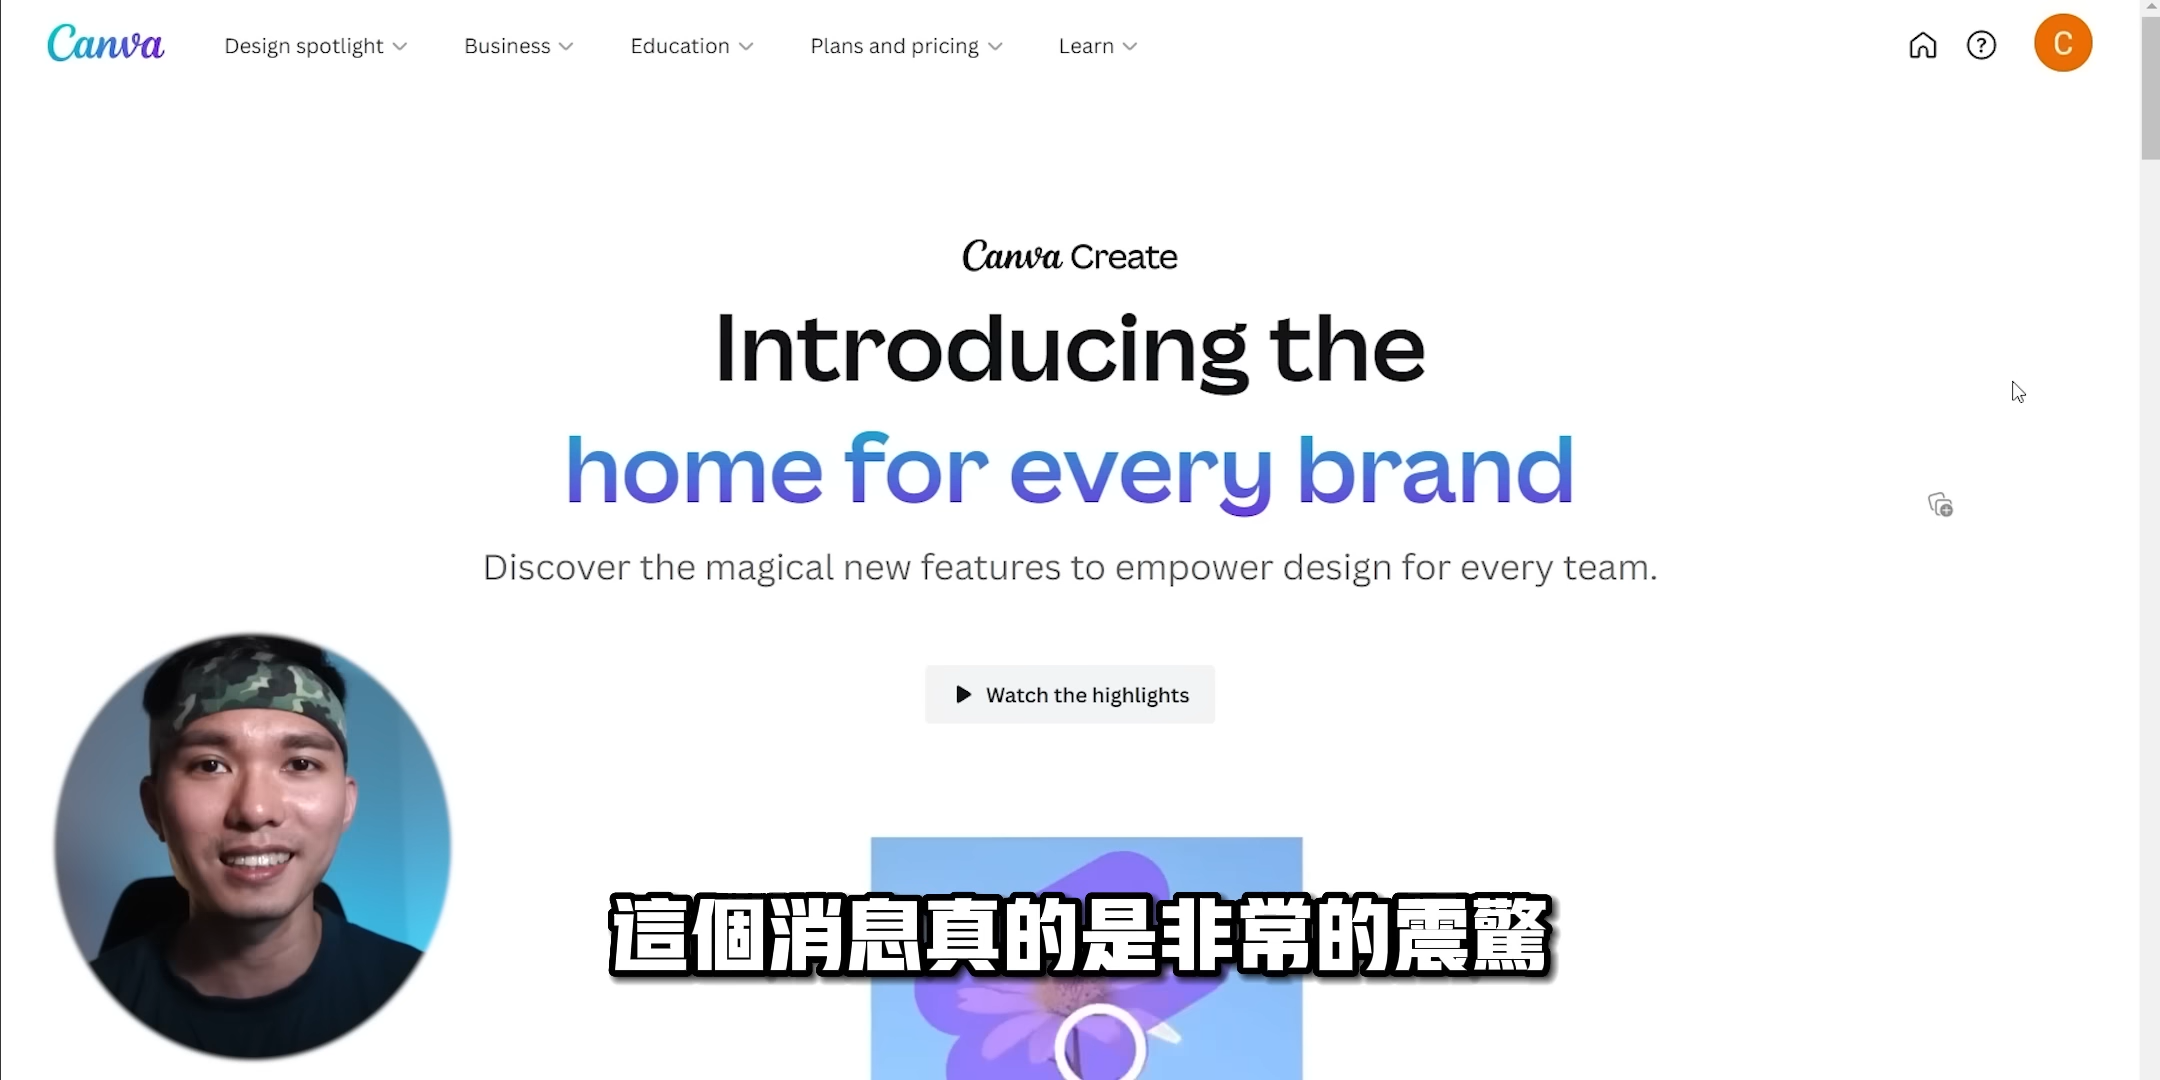 Canva
Design spotlight
Business
Education
Plans and pricing
Learn
C
Canva Create
Introducing the
home for every brand
Discover the magical new features to empower design for every team.
Watch the highlights
這個消息真的是非常的震驚